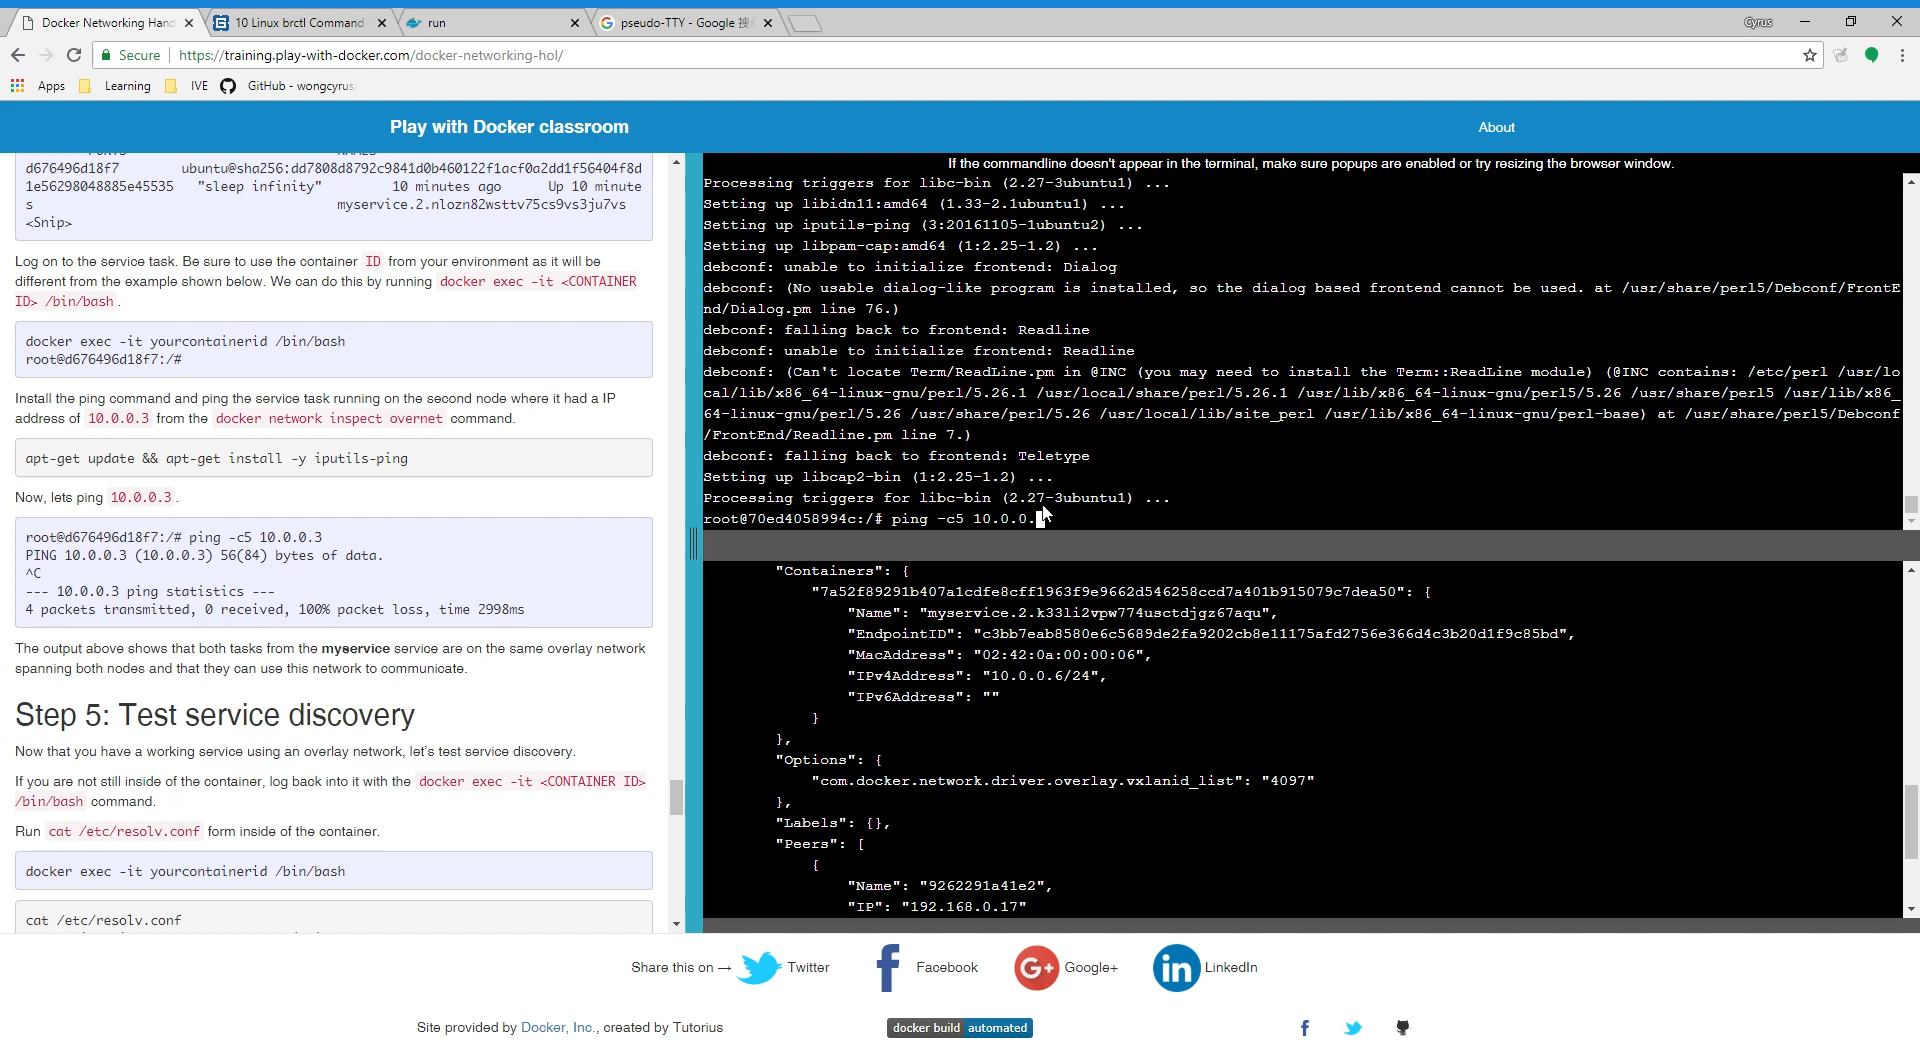 Docker Networking Hand
10 Linux brctl Command
run
pseudo-TTY - Google 搜
Cyrus
Secure
https://training.play-with-docker.com/docker-networking-hol/
Apps
Learning
IVE
GitHub - wongcyrus
Play with Docker classroom
About
d676496d18f7        ubuntu@sha256:dd7808d8792c9841d0b460122f1acf0a2dd1f56404f8d
1e56298048885e45535   "sleep infinity"         10 minutes ago      Up 10 minute
s                                       myservice.2.nlozn82wsttv75cs9vs3ju7vs
<Snip>
Log on to the service task. Be sure to use the container ID from your environment as it will be
different from the example shown below. We can do this by running docker exec -it <CONTAINER
ID> /bin/bash.
docker exec -it yourcontainerid /bin/bash
root@d676496d18f7:/#
Install the ping command and ping the service task running on the second node where it had a IP
address of 10.0.0.3 from the docker network inspect overnet command.
apt-get update && apt-get install -y iputils-ping
Now, lets ping 10.0.0.3.
root@d676496d18f7:/# ping -c5 10.0.0.3
PING 10.0.0.3 (10.0.0.3) 56(84) bytes of data.
^C
--- 10.0.0.3 ping statistics ---
4 packets transmitted, 0 received, 100% packet loss, time 2998ms
The output above shows that both tasks from the myservice service are on the same overlay network
spanning both nodes and that they can use this network to communicate.
Step 5: Test service discovery
Now that you have a working service using an overlay network, let's test service discovery.
If you are not still inside of the container, log back into it with the docker exec -it <CONTAINER ID>
/bin/bash command.
Run cat /etc/resolv.conf form inside of the container.
docker exec -it yourcontainerid /bin/bash
cat /etc/resolv.conf
If the commandline doesn't appear in the terminal, make sure popups are enabled or try resizing the browser window.
Processing triggers for libc-bin (2.27-3ubuntu1) ...
Setting up libidn11:amd64 (1.33-2.1ubuntu1) ...
Setting up iputils-ping (3:20161105-1ubuntu2) ...
Setting up libpam-cap:amd64 (1:2.25-1.2) ...
debconf: unable to initialize frontend: Dialog
debconf: (No usable dialog-like program is installed, so the dialog based frontend cannot be used. at /usr/share/perl5/Debconf/FrontE
nd/Dialog.pm line 76.)
debconf: falling back to frontend: Readline
debconf: unable to initialize frontend: Readline
debconf: (Can't locate Term/ReadLine.pm in @INC (you may need to install the Term::ReadLine module) (@INC contains: /etc/perl /usr/lo
cal/lib/x86_64-linux-gnu/perl/5.26.1 /usr/local/share/perl/5.26.1 /usr/lib/x86_64-linux-gnu/perl5/5.26 /usr/share/perl5 /usr/lib/x86_
64-linux-gnu/perl/5.26 /usr/share/perl/5.26 /usr/local/lib/site_perl /usr/lib/x86_64-linux-gnu/perl-base) at /usr/share/perl5/Debconf
/FrontEnd/Readline.pm line 7.)
debconf: falling back to frontend: Teletype
Setting up libcap2-bin (1:2.25-1.2) ...
Processing triggers for libc-bin (2.27-3ubuntu1) ...
root@70ed4058994c:/# ping -c5 10.0.0.
"Containers": {
"7a52f89291b407a1cdfe8cff1963f9e9662d546258ccd7a401b915079c7dea50": {
"Name": "myservice.2.k33li2vpw774usctdjgz67aqu",
"EndpointID": "c3bb7eab8580e6c5689de2fa9202cb8e11175afd2756e366d4c3b20d1f9c85bd",
"MacAddress": "02:42:0a:00:00:06",
"IPv4Address": "10.0.0.6/24",
"IPv6Address": ""
}
},
"Options": {
"com.docker.network.driver.overlay.vxlanid_list": "4097"
},
"Labels": {},
"Peers": [
{
"Name": "9262291a41e2",
"IP": "192.168.0.17"
Share this on →
Twitter
Facebook
Google+
LinkedIn
Site provided by Docker, Inc., created by Tutorius
docker build automated